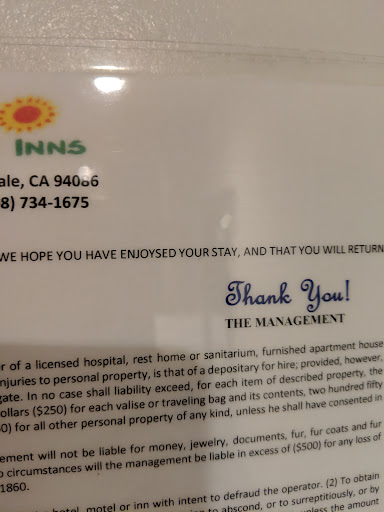 INNS
ale, CA 94086
8) 734-1675
WE HOPE YOU HAVE ENJOYSED YOUR STAY, AND THAT YOU WILL RETURN
Thank You!
THE MANAGEMENT
r of a licensed hospital, rest home or sanitarium, furnished apartment house
njuries to personal property, is that of a depositary for hire; provided, however,
gate. In no case shall liability exceed, for each item of described property, the
ollars ($250) for each valise or traveling bag and its contents, two hundred fifty
0) for all other personal property of any kind, unless he shall have consented in
ement will not be liable for money, jewelry, documents, fur, fur coats and fur
o circumstances will the management be liable in excess of ($500) for any loss of
1860.
hotel, motel or inn with intent to defraud the operator. (2) To obtain
to abscond, or to surreptitiously, or by
unless the amount